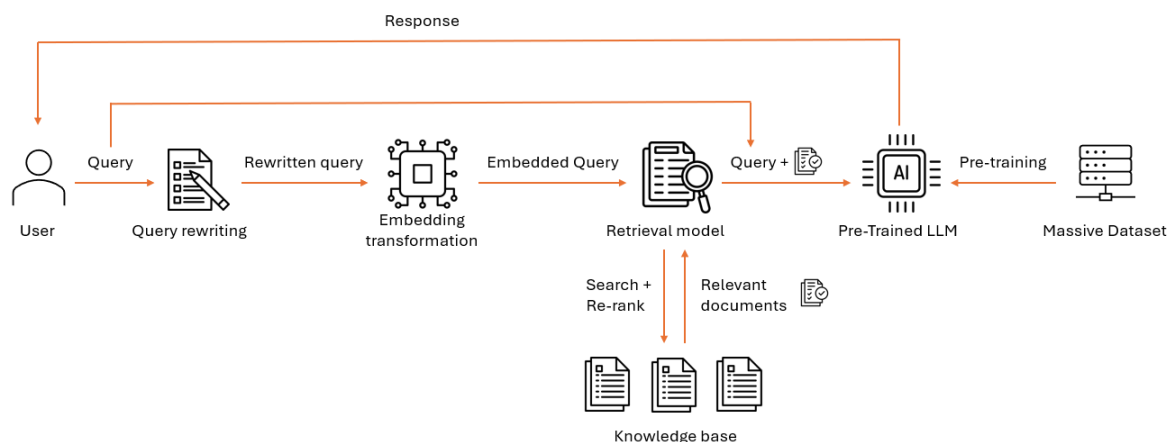 Response
Query
Rewritten query
Embedded Query
Query +
AI
Pre-training
User
Query rewriting
Embedding
transformation
Retrieval model
Pre-Trained LLM
Massive Dataset
Search +
Re-rank
Relevant
documents
Knowledge base